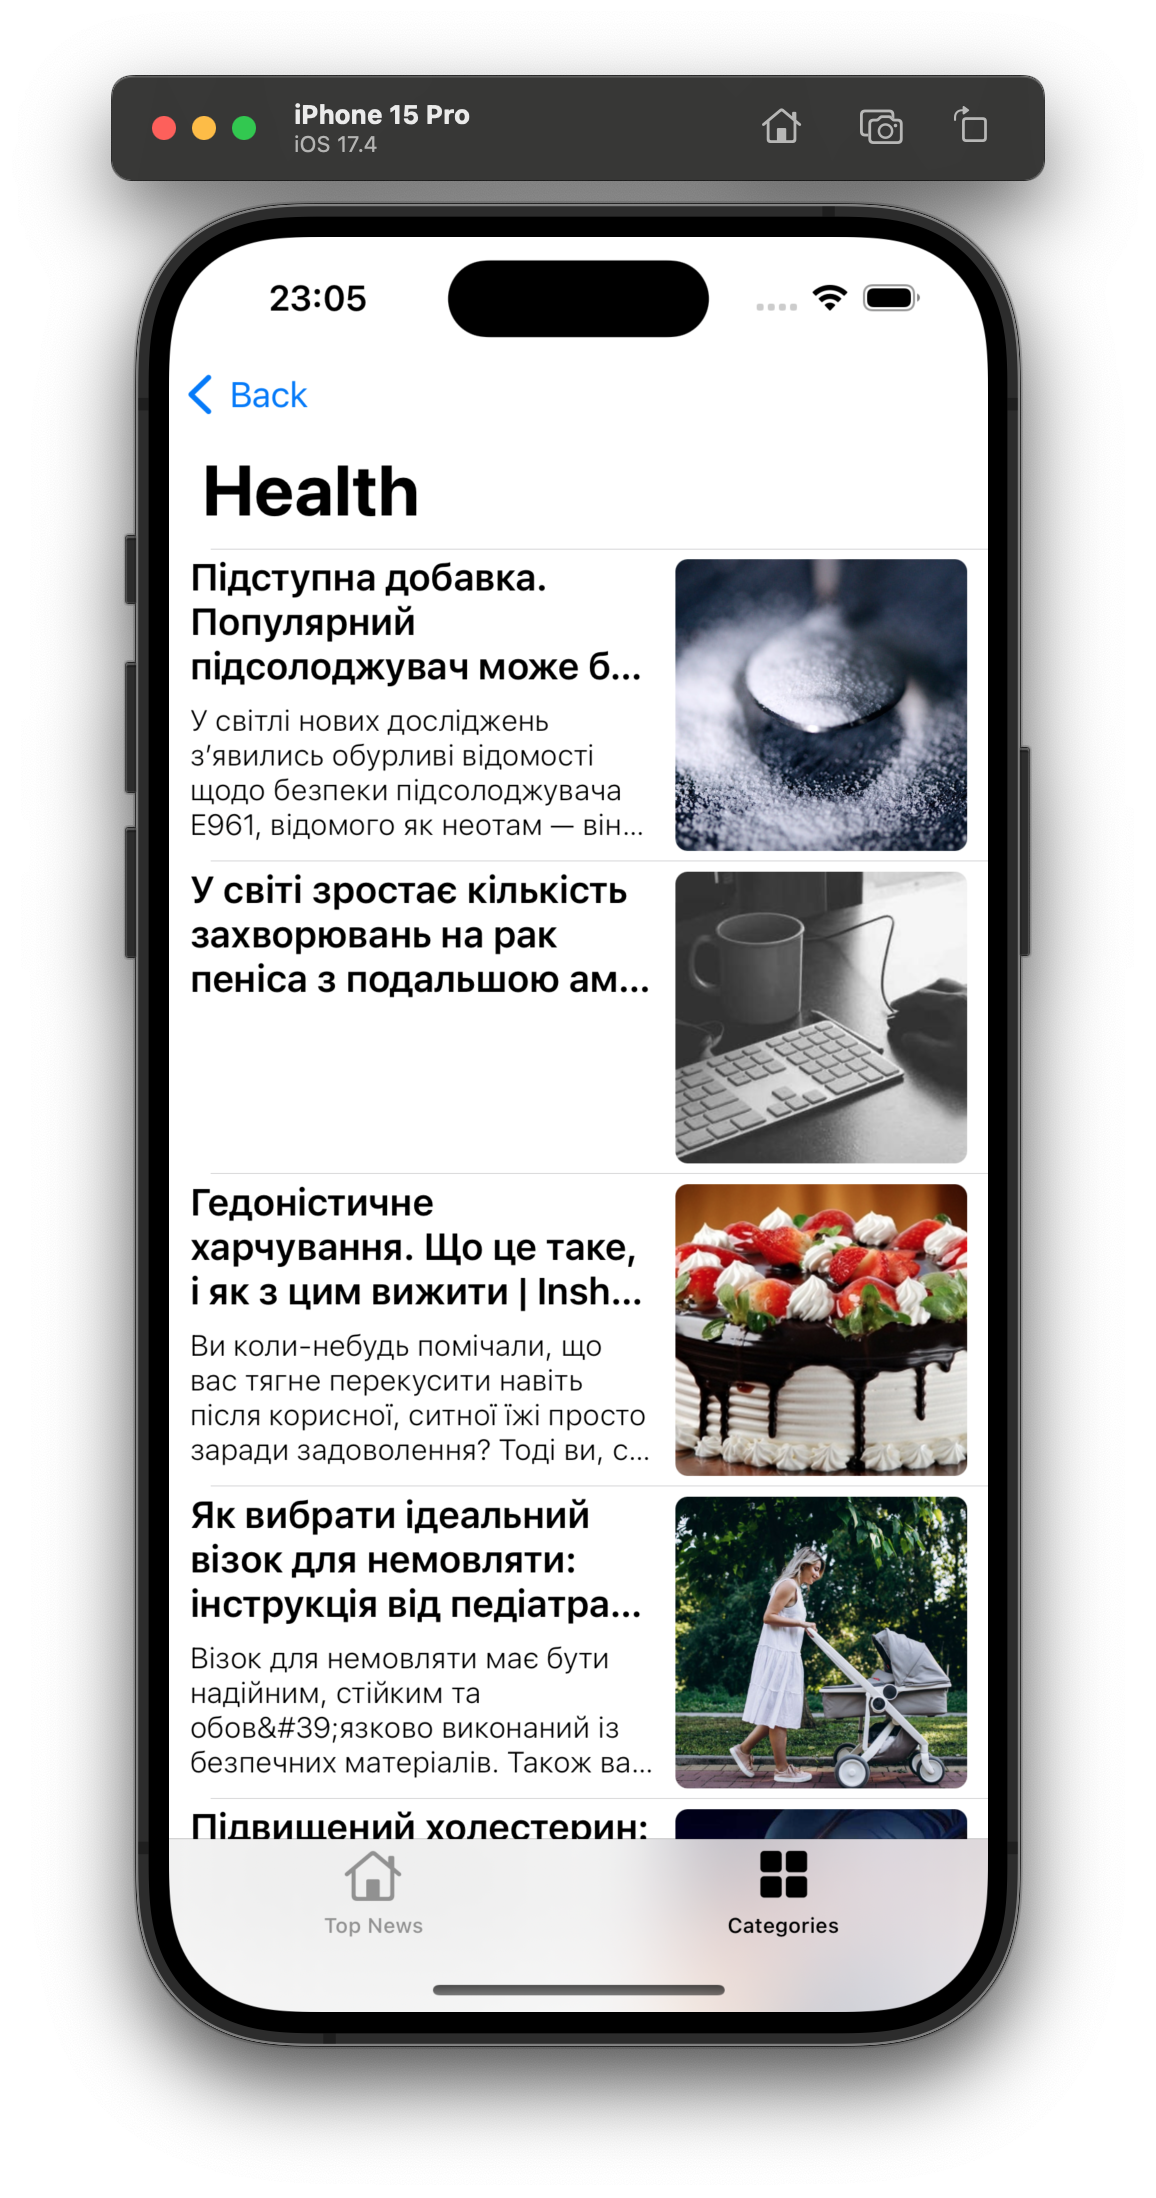 iPhone 15 Pro
iOS 17.4
23:05
Back
Health
Підступна добавка.
Популярний
підсолоджувач може б...
У світлі нових досліджень
з’явились обурливі відомості
щодо безпеки підсолоджувача
E961, відомого як неотам — він...
У світі зростає кількість
захворювань на рак
пеніса з подальшою ам...
Гедоністичне
харчування. Що це таке,
і як з цим вижити | Insh...
Ви коли-небудь помічали, що
вас тягне перекусити навіть
після корисної, ситної їжі просто
заради задоволення? Тоді ви, с...
Як вибрати ідеальний
візок для немовляти:
інструкція від педіатра...
Візок для немовляти має бути
надійним, стійким та
обов&#39;язково виконаний із
безпечних матеріалів. Також ва...
Підвищений холестерин:
Top News
Categories